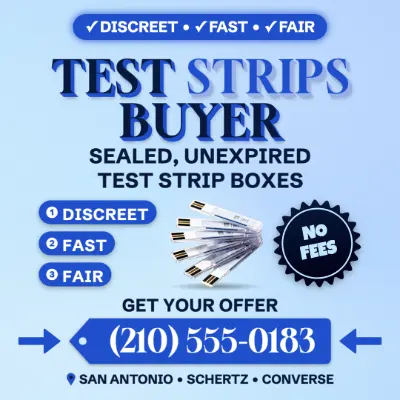 ✓DISCREET • ✓FAST • ✓FAIR
TEST STRIPS
BUYER
SEALED, UNEXPIRED
TEST STRIP BOXES
1 DISCREET
2 FAST
3 FAIR
NO
FEES
GET YOUR OFFER
(210) 555-0183
SAN ANTONIO • SCHERTZ • CONVERSE